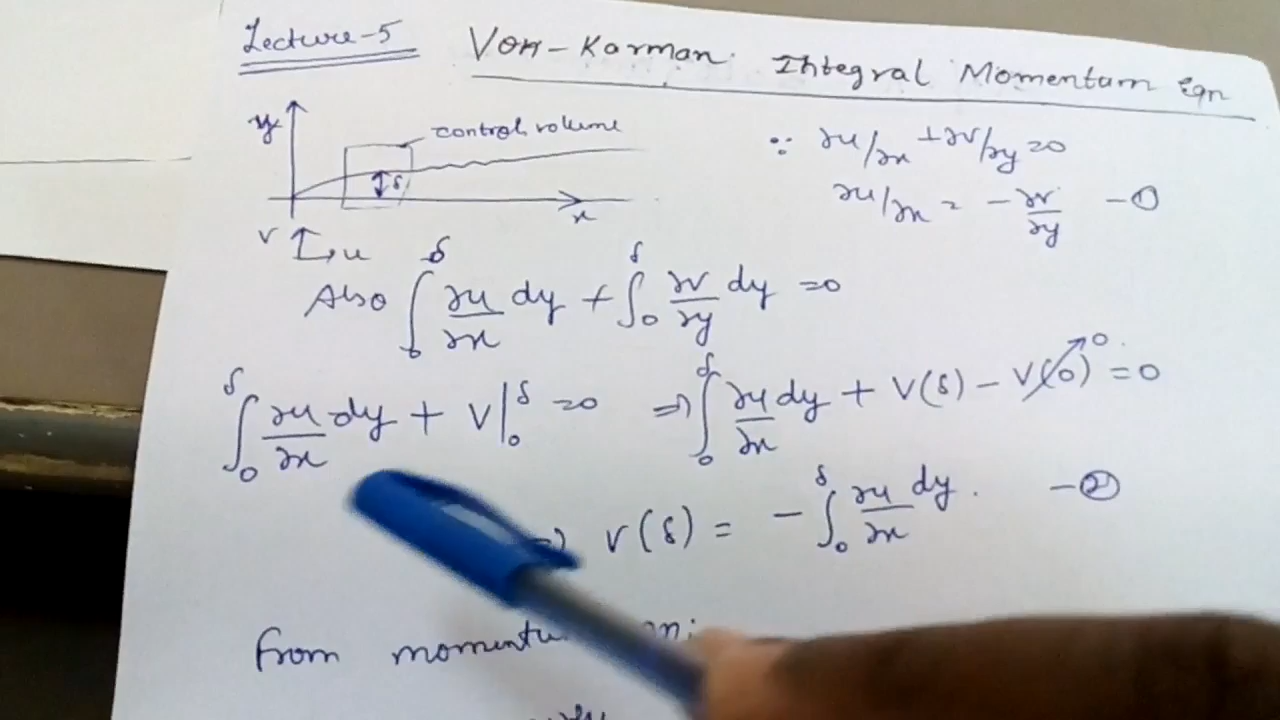 Lecture-5 Von-Karman Integral Momentum Eqn
y
control volume
δ
x
v
u
∵ ∂u/∂x + ∂v/∂y = 0
∂u/∂x = - ∂v/∂y - ①
Also ∫₀^δ ∂u/∂x dy + ∫₀^δ ∂v/∂y dy = 0
∫₀^δ ∂u/∂x dy + v|₀^δ = 0 ⇒ ∫₀^δ ∂u/∂x dy + v(δ) - v(0)↗0 = 0
⇒ v(δ) = - ∫₀^δ ∂u/∂x dy. - ②
From